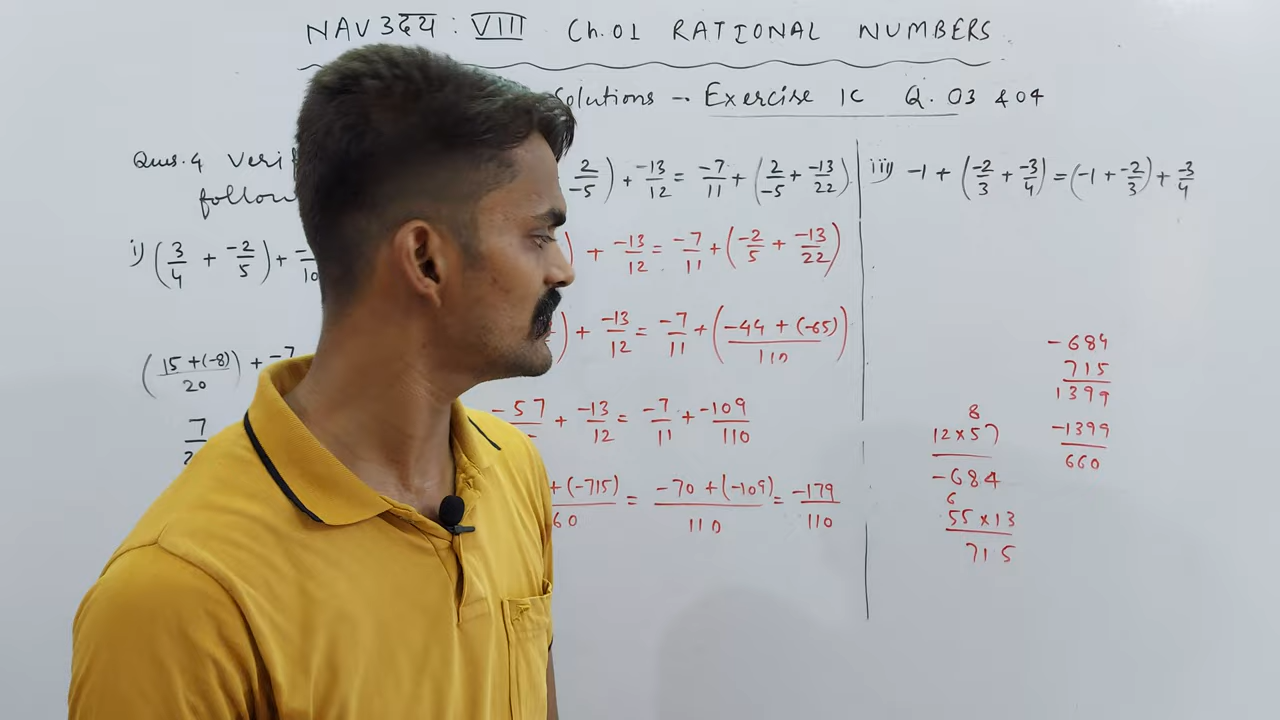 NAV उदय : VIII Ch.01 RATIONAL NUMBERS
Solutions → Exercise 1C Q. 03 & 04
Ques. 4
i) (3/4 + -2/5) +
(15 + (-8)/20) + -7
7
2/-5) + -13/12 = -7/11 + (2/-5 + -13/22)
) + -13/12 = -7/11 + (-2/5 + -13/22)
) + -13/12 = -7/11 + (-44 + (-65)/110)
-57 + -13/12 = -7/11 + -109/110
+ (-715)/60 = -70 + (-109)/110 = -179/110
iii) -1 + (-2/3 + -3/4) = (-1 + -2/3) + -3/4
8
12 × 57
-684
6
55 × 13
715
-684
715
1399
-1399
660